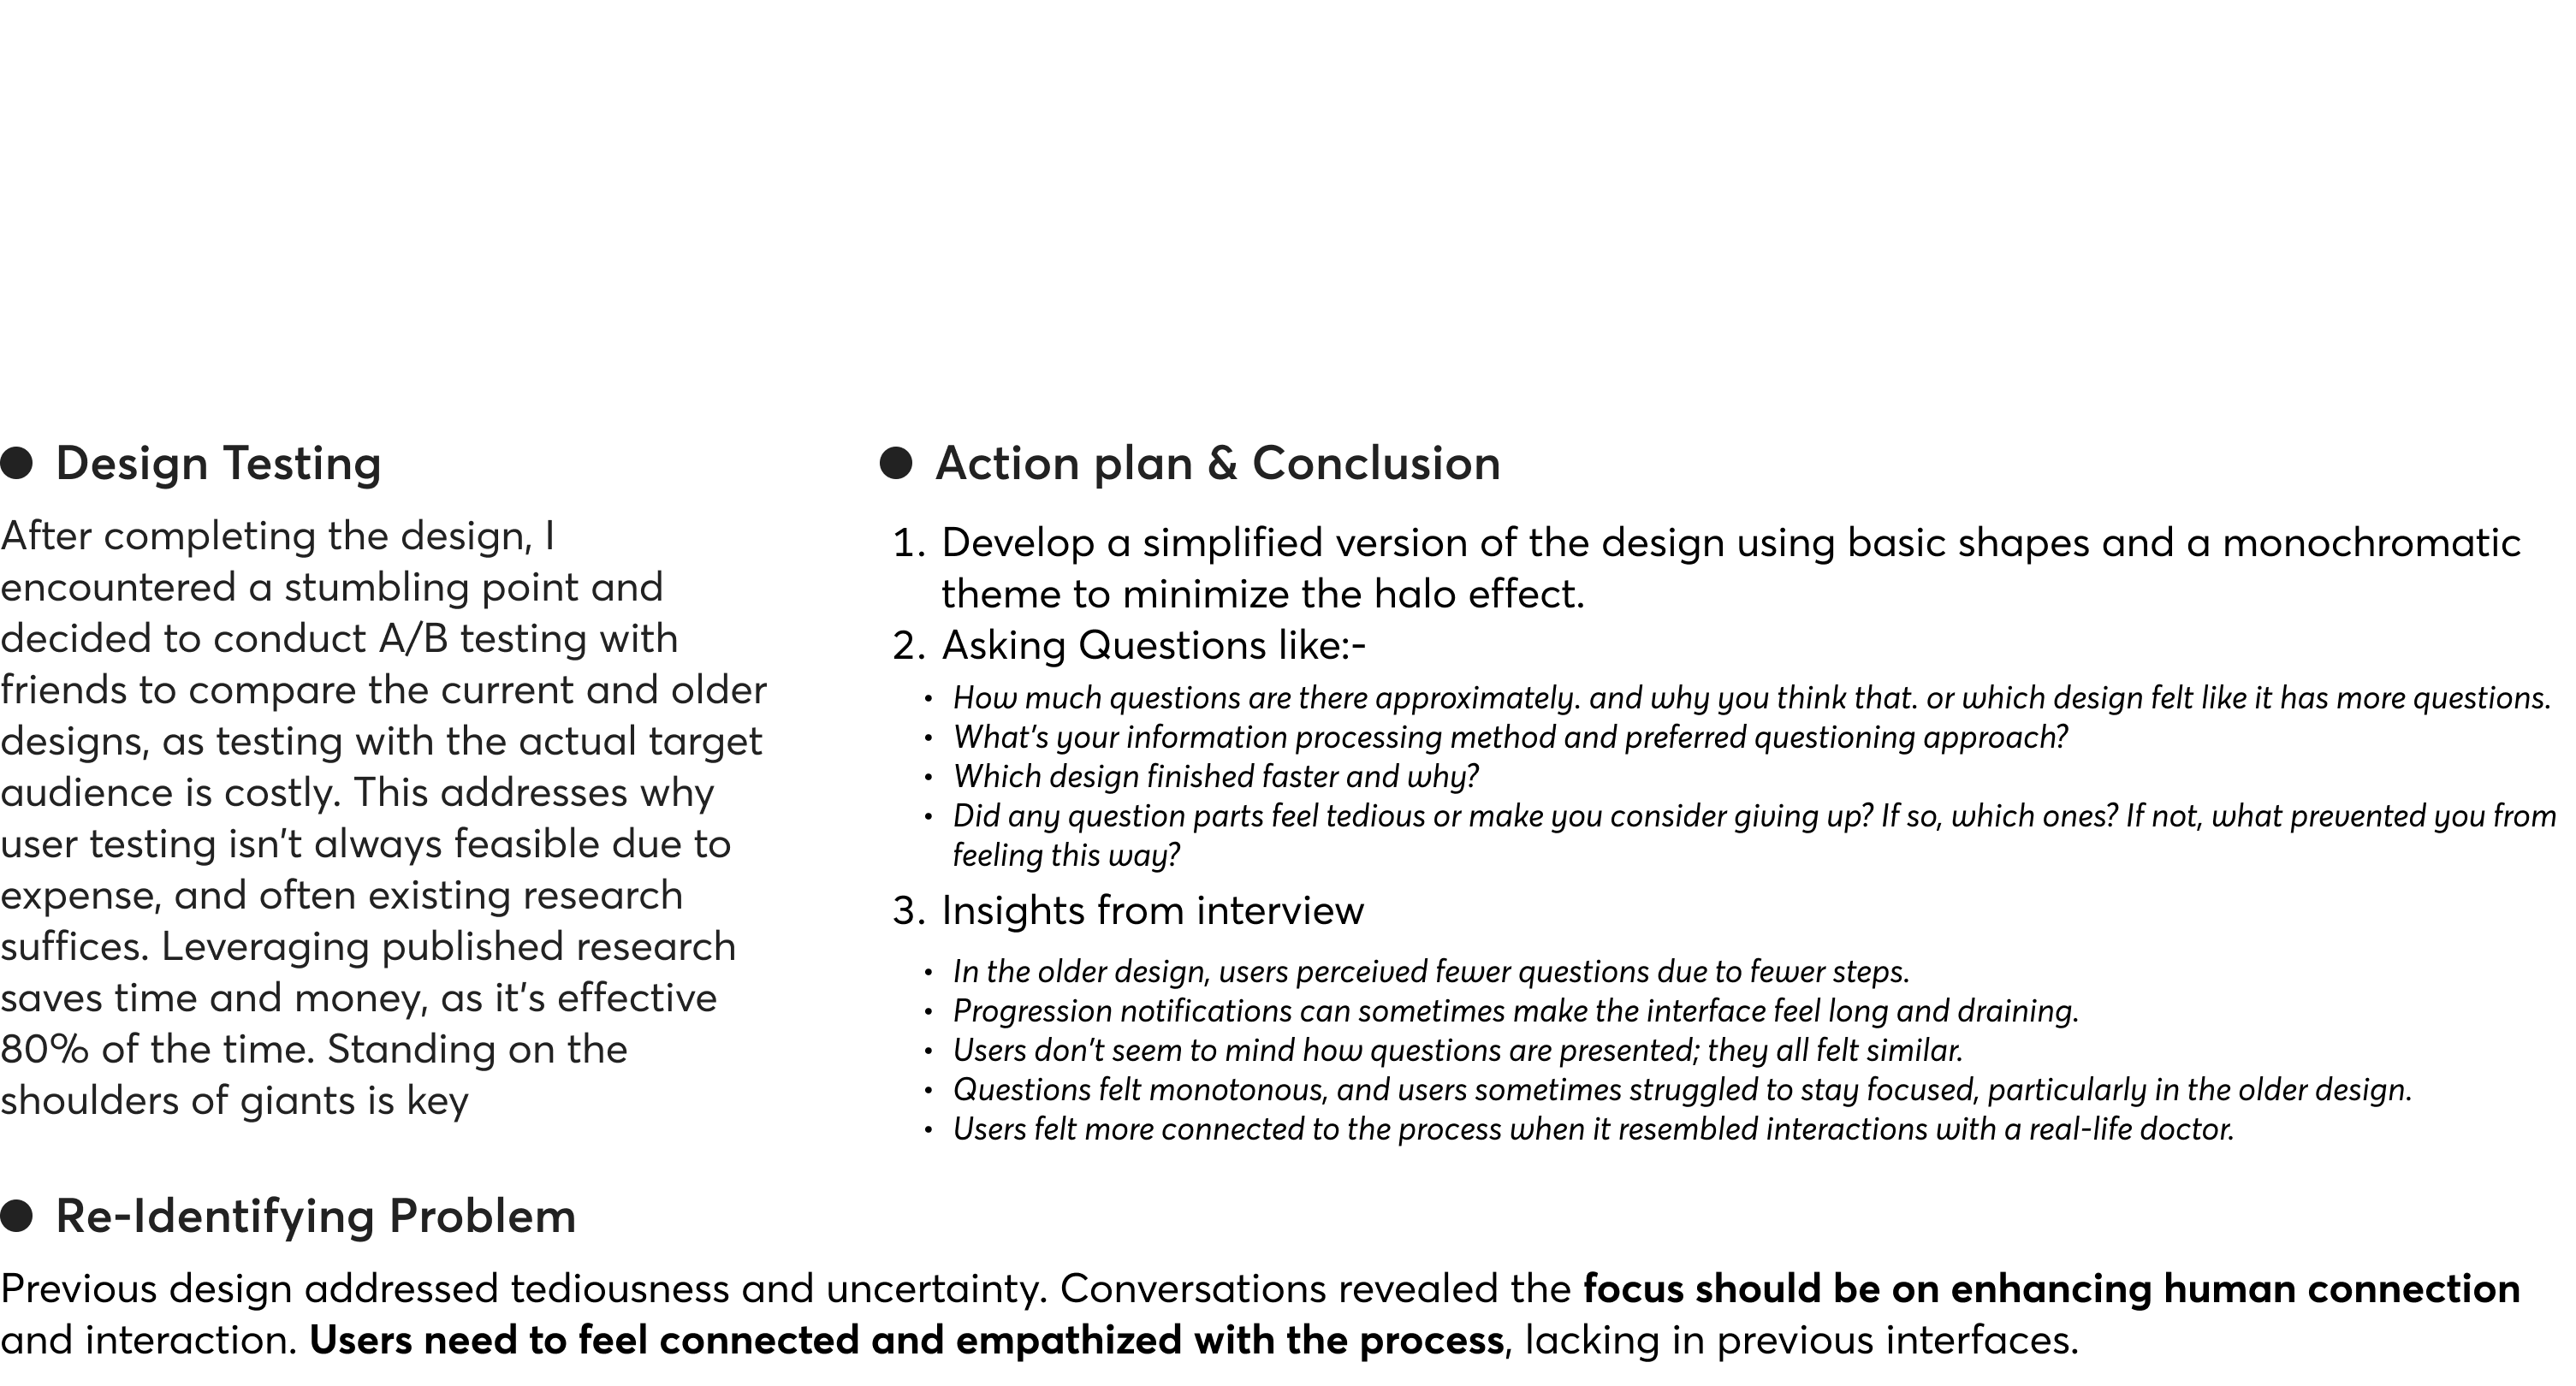 Design Testing
After completing the design, I
encountered a stumbling point and
decided to conduct A/B testing with
friends to compare the current and older
designs, as testing with the actual target
audience is costly. This addresses why
user testing isn't always feasible due to
expense, and often existing research
suffices. Leveraging published research
saves time and money, as it's effective
80% of the time. Standing on the
shoulders of giants is key
Action plan & Conclusion
1. Develop a simplified version of the design using basic shapes and a monochromatic
theme to minimize the halo effect.
2. Asking Questions like:-
• How much questions are there approximately. and why you think that. or which design felt like it has more questions.
• What's your information processing method and preferred questioning approach?
• Which design finished faster and why?
• Did any question parts feel tedious or make you consider giving up? If so, which ones? If not, what prevented you from
feeling this way?
3. Insights from interview
• In the older design, users perceived fewer questions due to fewer steps.
• Progression notifications can sometimes make the interface feel long and draining.
• Users don't seem to mind how questions are presented; they all felt similar.
• Questions felt monotonous, and users sometimes struggled to stay focused, particularly in the older design.
• Users felt more connected to the process when it resembled interactions with a real-life doctor.
Re-Identifying Problem
Previous design addressed tediousness and uncertainty. Conversations revealed the focus should be on enhancing human connection
and interaction. Users need to feel connected and empathized with the process, lacking in previous interfaces.